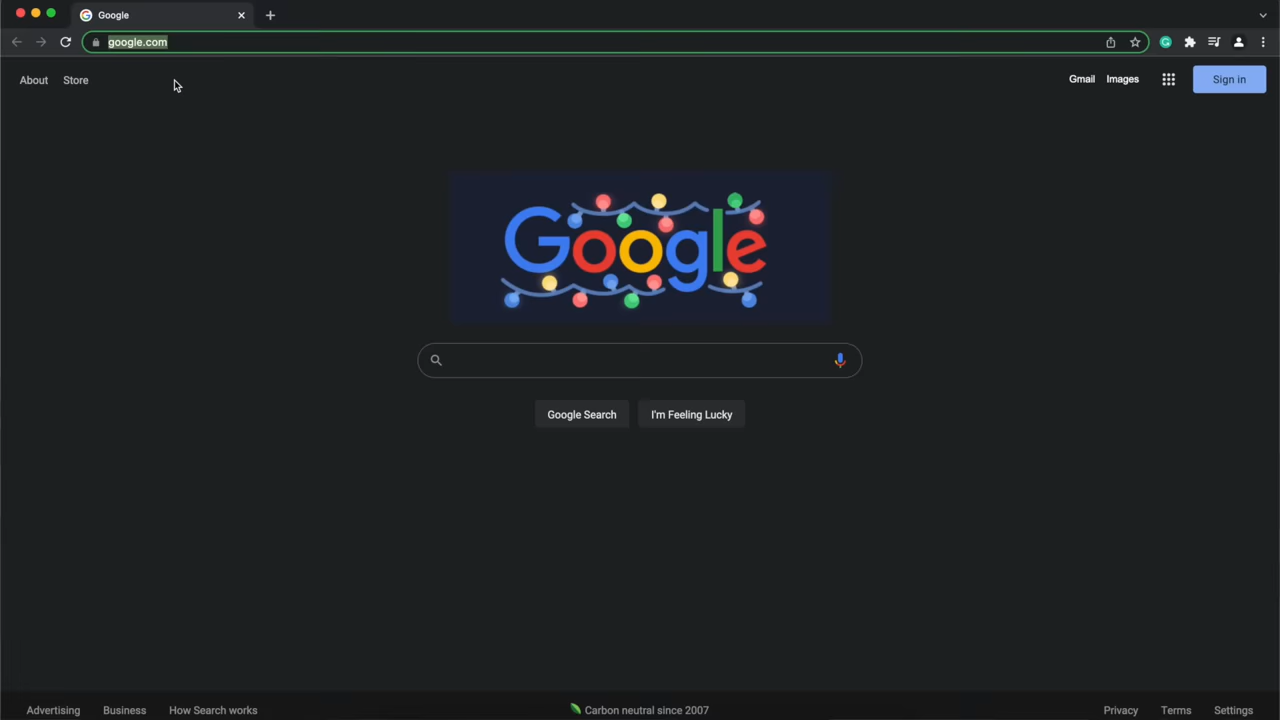 Google
google.com
About Store
Gmail Images Sign in
Google
Google Search I'm Feeling Lucky
Advertising Business How Search works Carbon neutral since 2007 Privacy Terms Settings